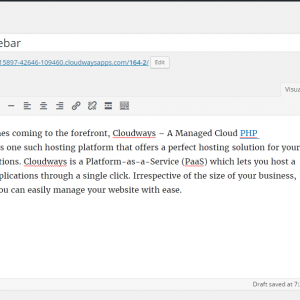 ebar
15897-42646-109460.cloudwaysapps.com/164-2/ Edit
Visua
nes coming to the forefront, Cloudways – A Managed Cloud PHP
s one such hosting platform that offers a perfect hosting solution for your
tions. Cloudways is a Platform-as-a-Service (PaaS) which lets you host a
plications through a single click. Irrespective of the size of your business,
ou can easily manage your website with ease.
Draft saved at 7: